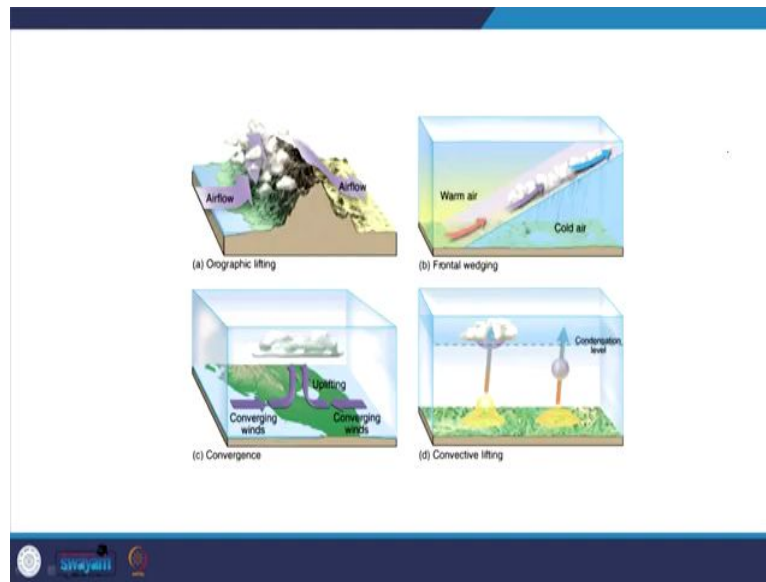 Airflow
Airflow
(a) Orographic lifting
Warm air
Cold air
(b) Frontal wedging
Uplifting
Converging
winds
Converging
winds
(c) Convergence
Condensation
level
(d) Convective lifting
swayam